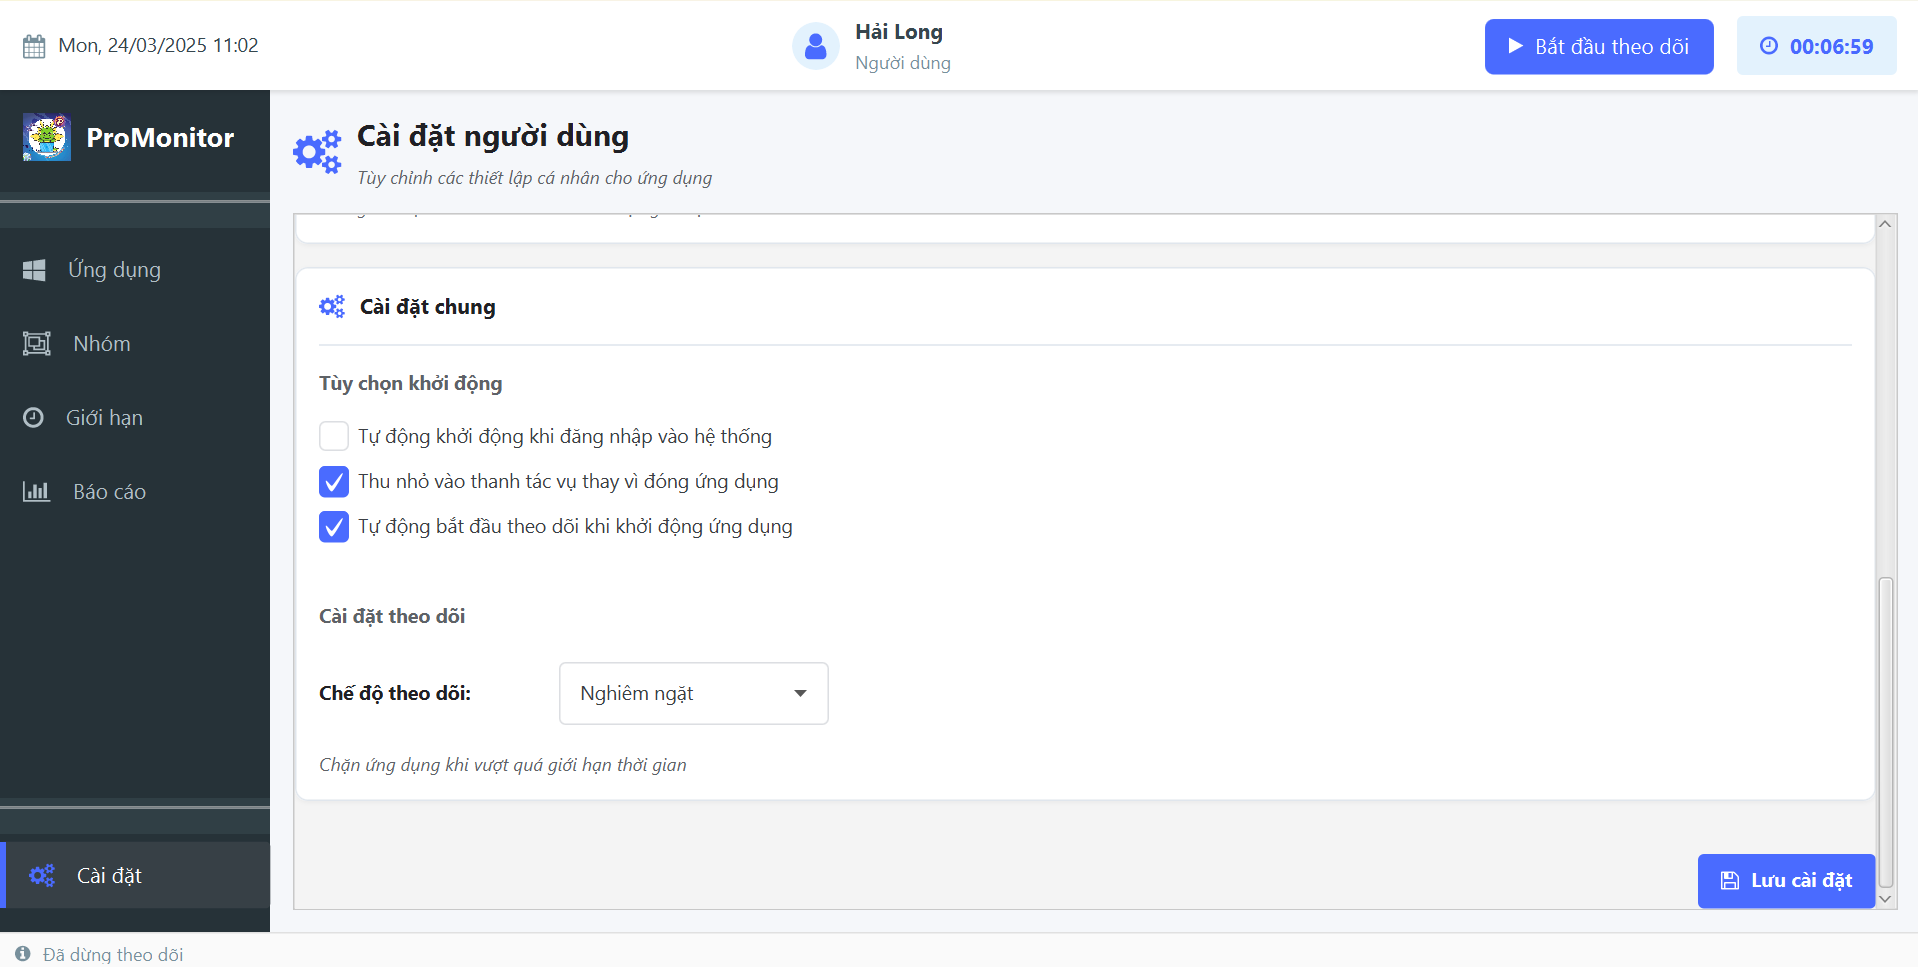 Mon, 24/03/2025 11:02
Hải Long
Người dùng
Bắt đầu theo dõi
00:06:59
ProMonitor
Ứng dụng
Nhóm
Giới hạn
Báo cáo
Cài đặt
Cài đặt người dùng
Tùy chỉnh các thiết lập cá nhân cho ứng dụng
Cài đặt chung
Tùy chọn khởi động
Tự động khởi động khi đăng nhập vào hệ thống
Thu nhỏ vào thanh tác vụ thay vì đóng ứng dụng
Tự động bắt đầu theo dõi khi khởi động ứng dụng
Cài đặt theo dõi
Chế độ theo dõi:
Nghiêm ngặt
Chặn ứng dụng khi vượt quá giới hạn thời gian
Lưu cài đặt
Đã dừng theo dõi